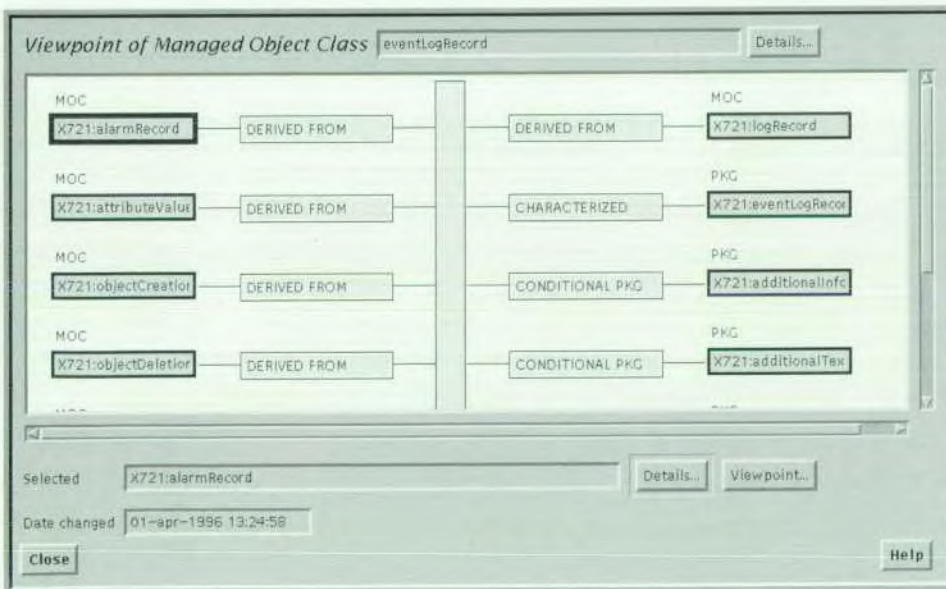 Viewpoint of Managed Object Class eventLogRecord Details...
MOC MOC
X721:alarmRecord DERIVED FROM DERIVED FROM X721:logRecord
MOC PKG
X721:attributeValue DERIVED FROM CHARACTERIZED X721:eventLogRecor
MOC PKG
X721:objectCreation DERIVED FROM CONDITIONAL PKG X721:additionalInfo
MOC PKG
X721:objectDeletion DERIVED FROM CONDITIONAL PKG X721:additionalTex
Selected X721:alarmRecord Details... Viewpoint...
Date changed 01-apr-1996 13:24:58
Close Help